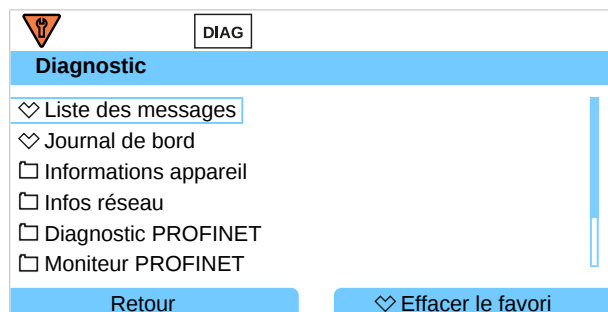 DIAG
Diagnostic
Liste des messages
Journal de bord
Informations appareil
Infos réseau
Diagnostic PROFINET
Moniteur PROFINET
Retour
Effacer le favori